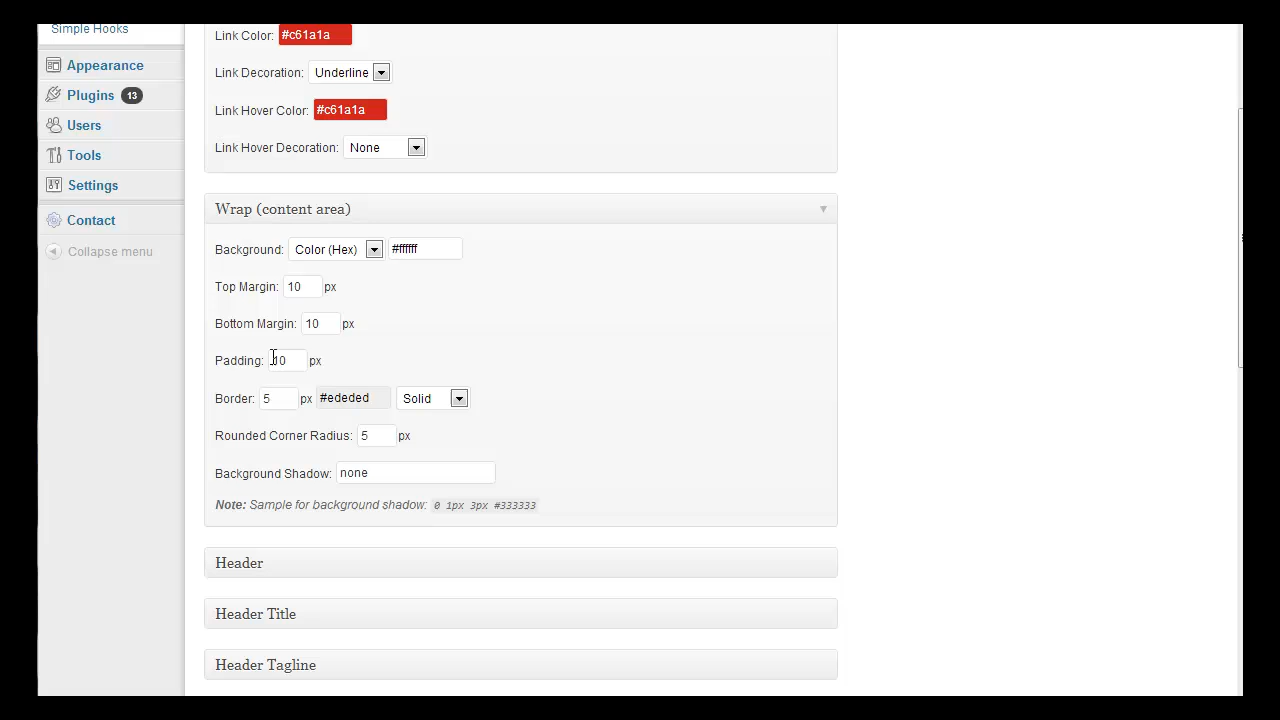 Simple Hooks
Appearance
Plugins 13
Users
Tools
Settings
Contact
Collapse menu
Link Color: #c61a1a
Link Decoration: Underline
Link Hover Color: #c61a1a
Link Hover Decoration: None
Wrap (content area)
Background: Color (Hex) #ffffff
Top Margin: 10 px
Bottom Margin: 10 px
Padding: 10 px
Border: 5 px #ededed Solid
Rounded Corner Radius: 5 px
Background Shadow: none
Note: Sample for background shadow: 0 1px 3px #333333
Header
Header Title
Header Tagline